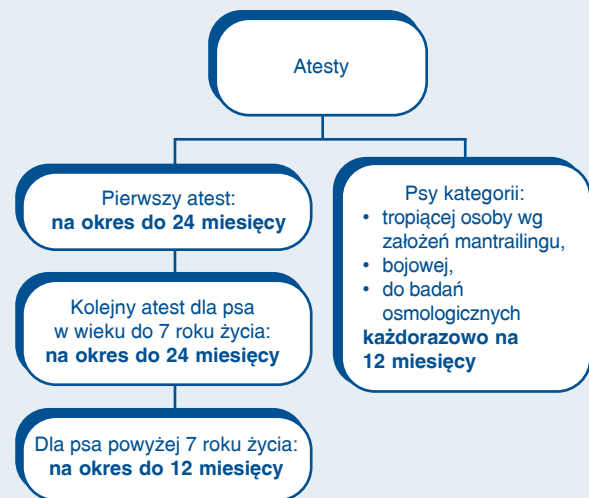 Atesty
Pierwszy atest:
na okres do 24 miesięcy
Kolejny atest dla psa
w wieku do 7 roku życia:
na okres do 24 miesięcy
Dla psa powyżej 7 roku życia:
na okres do 12 miesięcy
Psy kategorii:
• tropiącej osoby wg
założeń mantrailingu,
• bojowej,
• do badań
osmologicznych
każdorazowo na
12 miesięcy